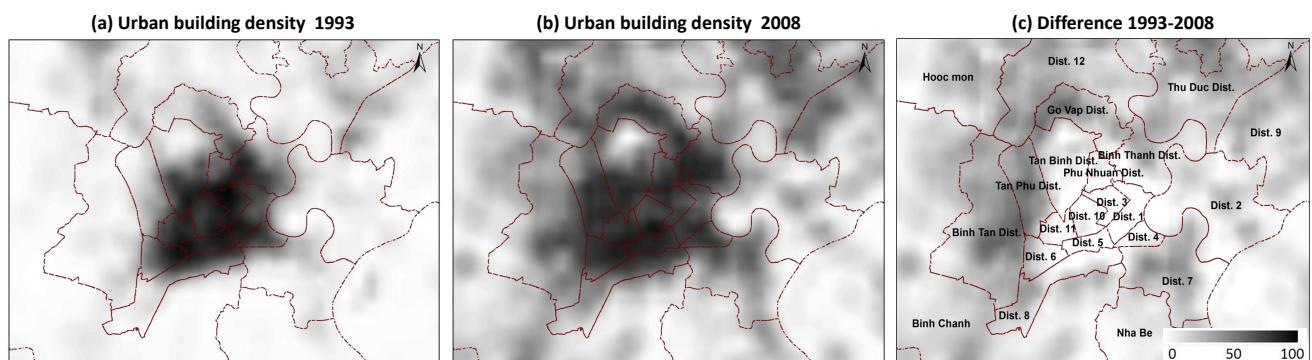 (a) Urban building density 1993
(b) Urban building density 2008
(c) Difference 1993-2008
N
N
N
Dist. 12
Hooc mon
Thu Duc Dist.
Go Vap Dist.
Dist. 9
Binh Thanh Dist.
Tan Binh Dist.
Phu Nhuan Dist.
Tan Phu Dist.
Dist. 3
Dist. 2
Dist. 10
Dist. 1
Dist. 11
Binh Tan Dist.
Dist. 4
Dist. 5
Dist. 6
Dist. 7
Dist. 8
Binh Chanh
Nha Be
0 50 100